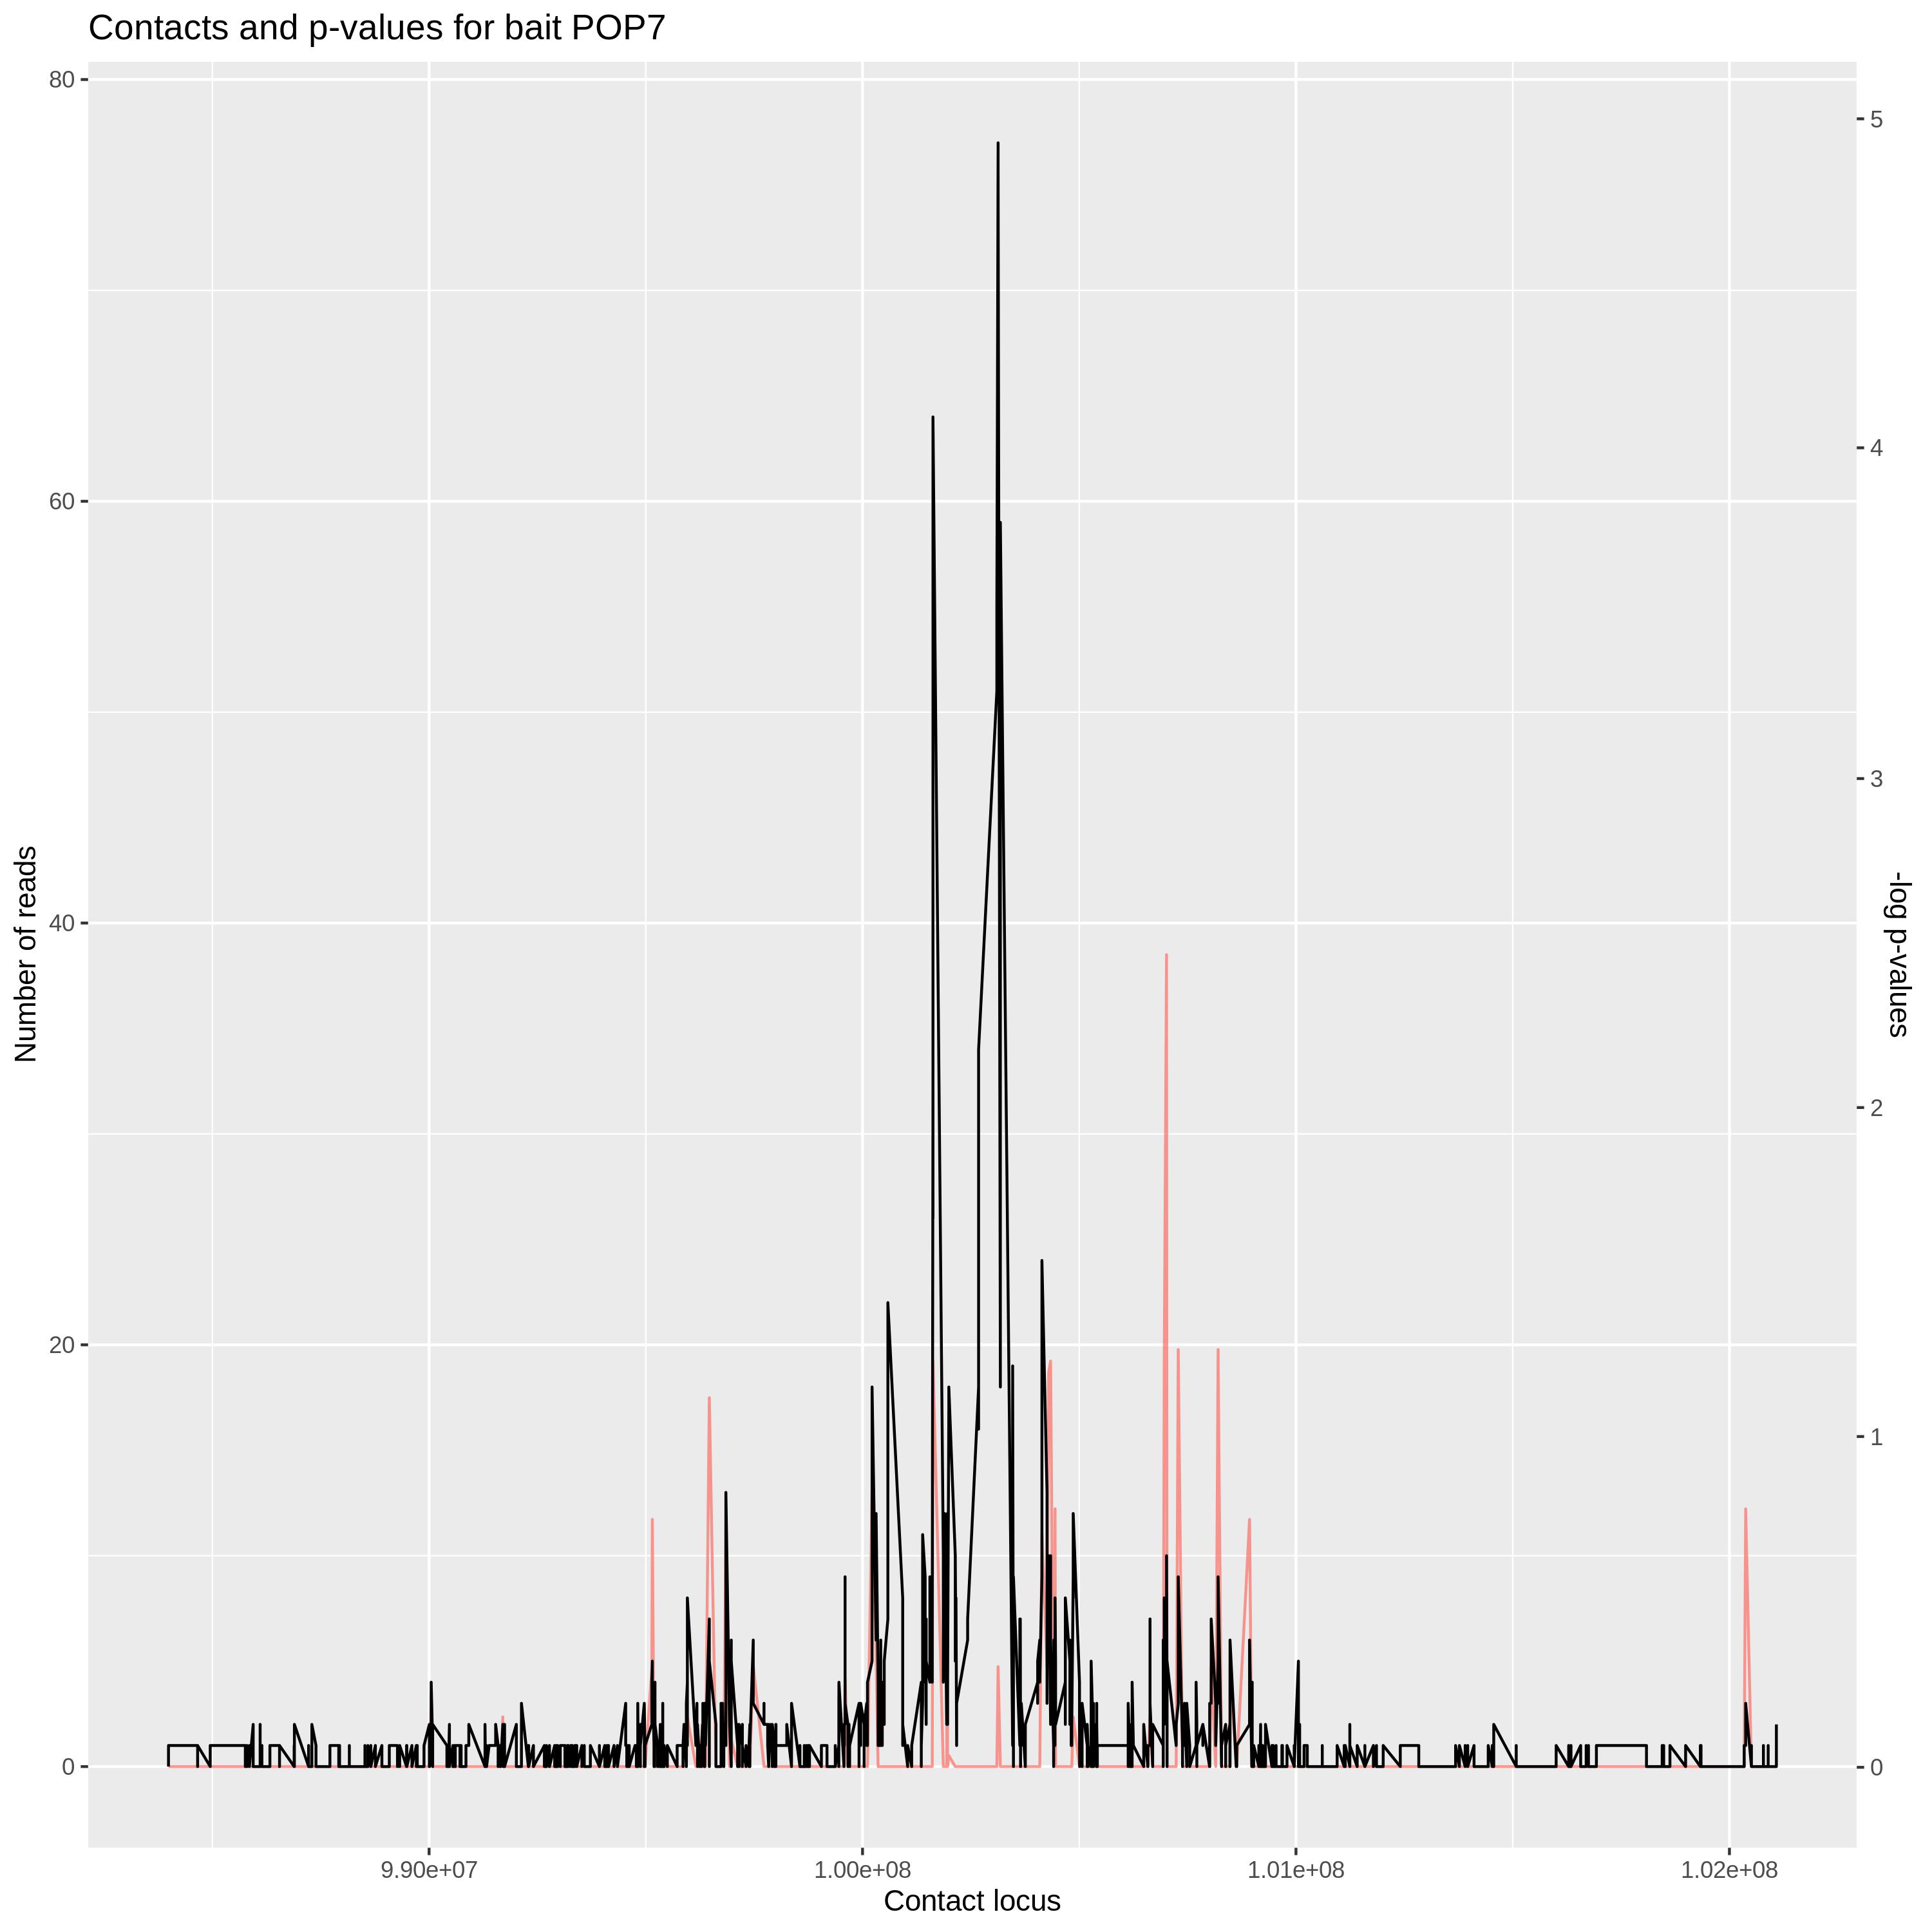 Contacts and p-values for bait POP7
80
60
40
20
0
Number of reads
5
4
3
2
1
0
-log p-values
9.90e+07
1.00e+08
1.01e+08
1.02e+08
Contact locus